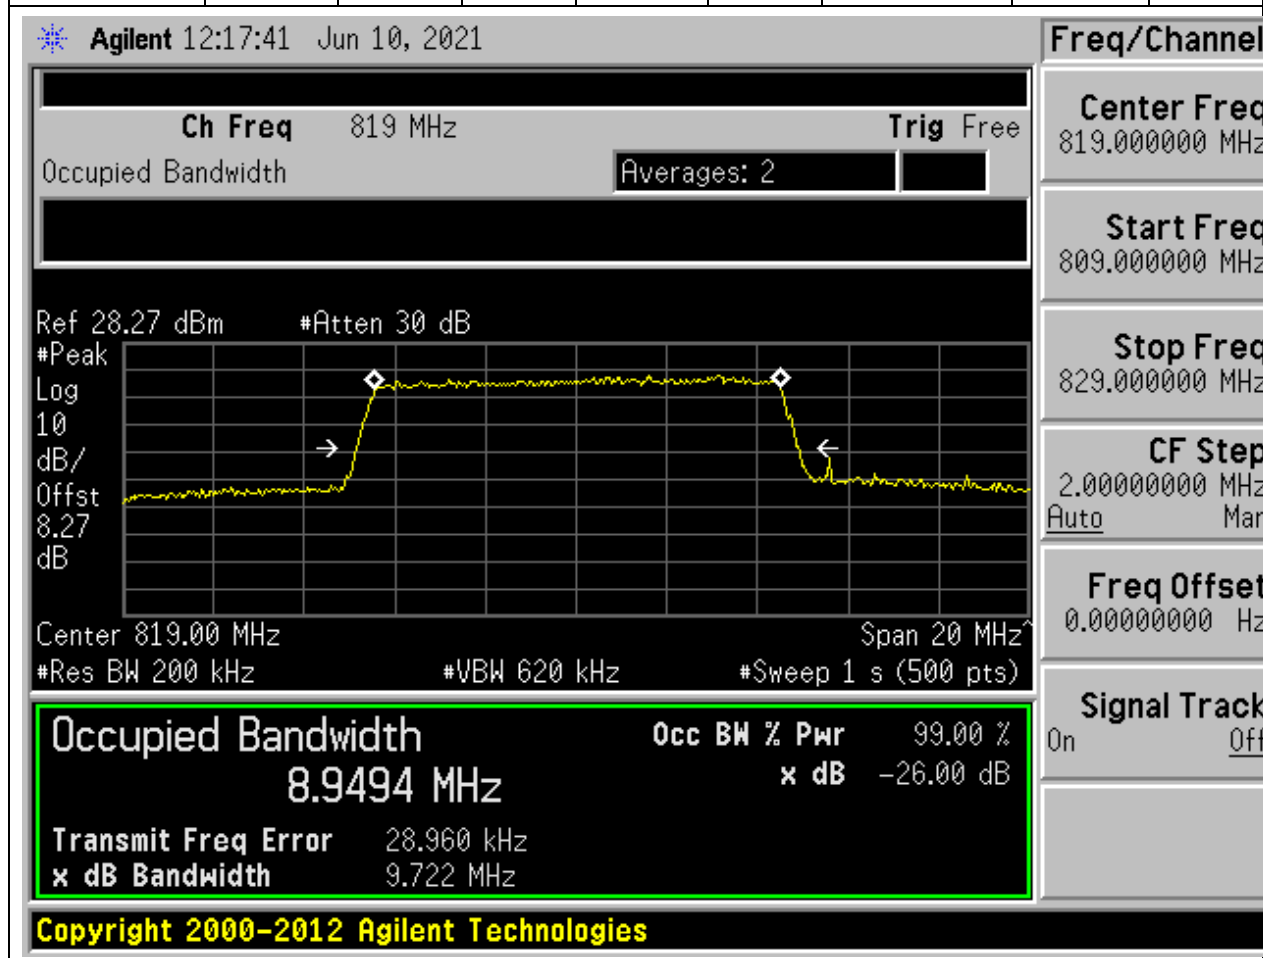 Agilent 12:17:41 Jun 10, 2021
Freq/Channel
Ch Freq 819 MHz Trig Free
Occupied Bandwidth Averages: 2
Center Freq
819.000000 MHz
Start Freq
809.000000 MHz
Stop Freq
829.000000 MHz
CF Step
2.00000000 MHz
Auto Man
Freq Offset
0.00000000 Hz
Signal Track
On Off
Ref 28.27 dBm #Atten 30 dB
#Peak
Log
10
dB/
Offst
8.27
dB
Center 819.00 MHz Span 20 MHz^
#Res BW 200 kHz #VBW 620 kHz #Sweep 1 s (500 pts)
Occupied Bandwidth Occ BW % Pwr 99.00 %
8.9494 MHz x dB -26.00 dB
Transmit Freq Error 28.960 kHz
x dB Bandwidth 9.722 MHz
Copyright 2000-2012 Agilent Technologies